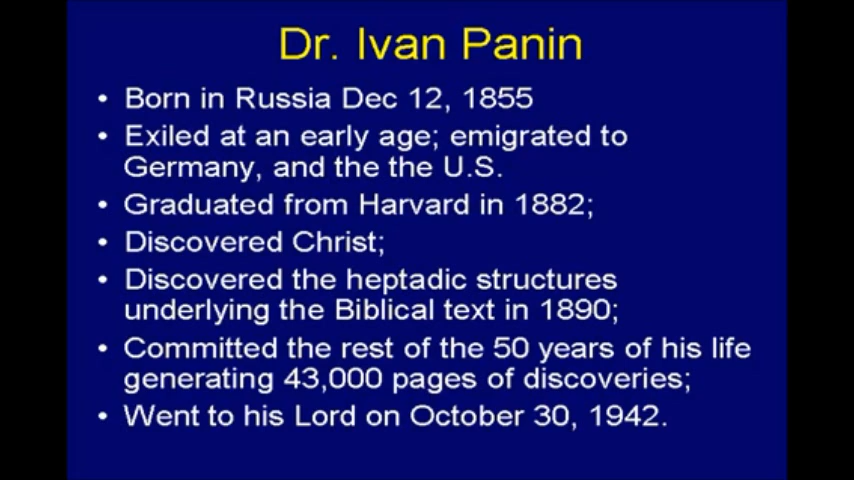 Dr. Ivan Panin
• Born in Russia Dec 12, 1855
• Exiled at an early age; emigrated to
Germany, and the the U.S.
• Graduated from Harvard in 1882;
• Discovered Christ;
• Discovered the heptadic structures
underlying the Biblical text in 1890;
• Committed the rest of the 50 years of his life
generating 43,000 pages of discoveries;
• Went to his Lord on October 30, 1942.